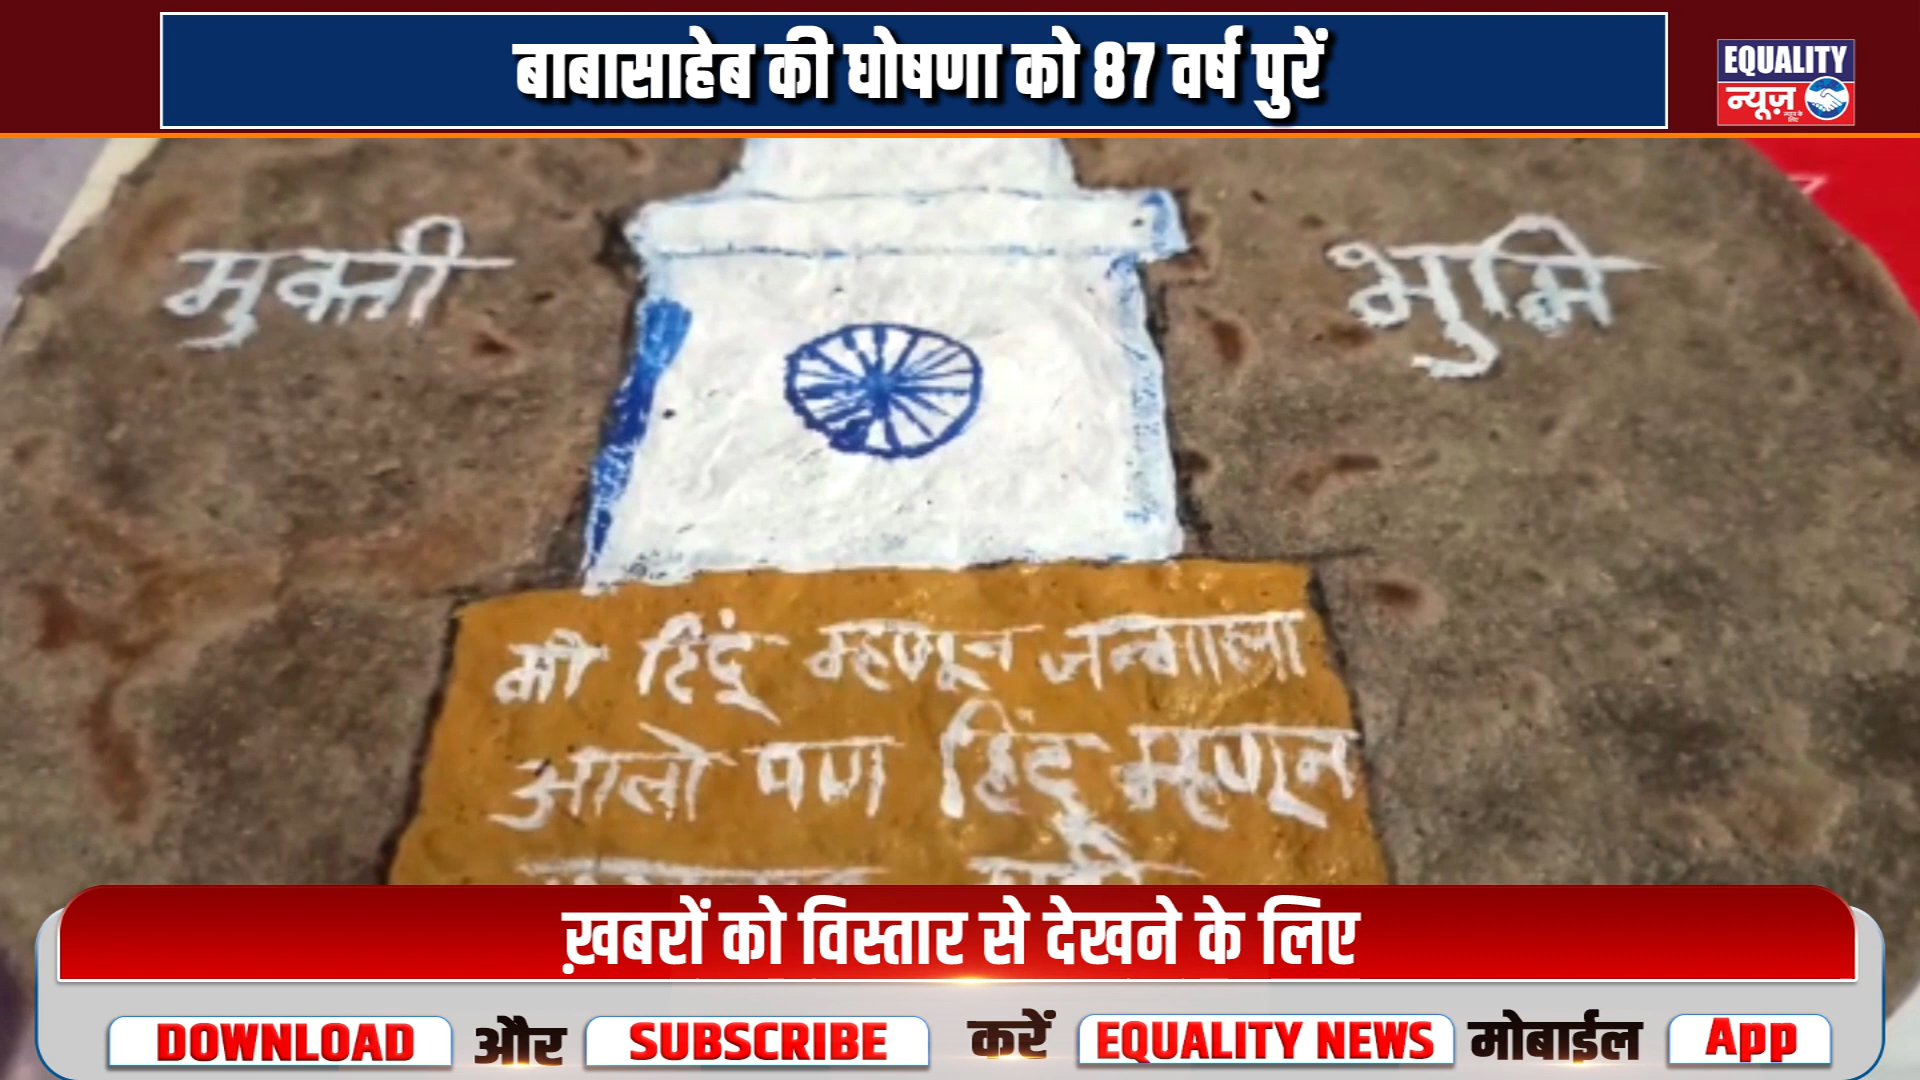 बाबासाहेब की घोषणा को 87 वर्ष पुरें
EQUALITY
न्यूज़
मुक्ती भुमि
मी हिंदू म्हणून जन्माला
आलो पण हिंदू म्हणून
ख़बरों को विस्तार से देखने के लिए
DOWNLOAD और SUBSCRIBE करें EQUALITY NEWS मोबाईल App